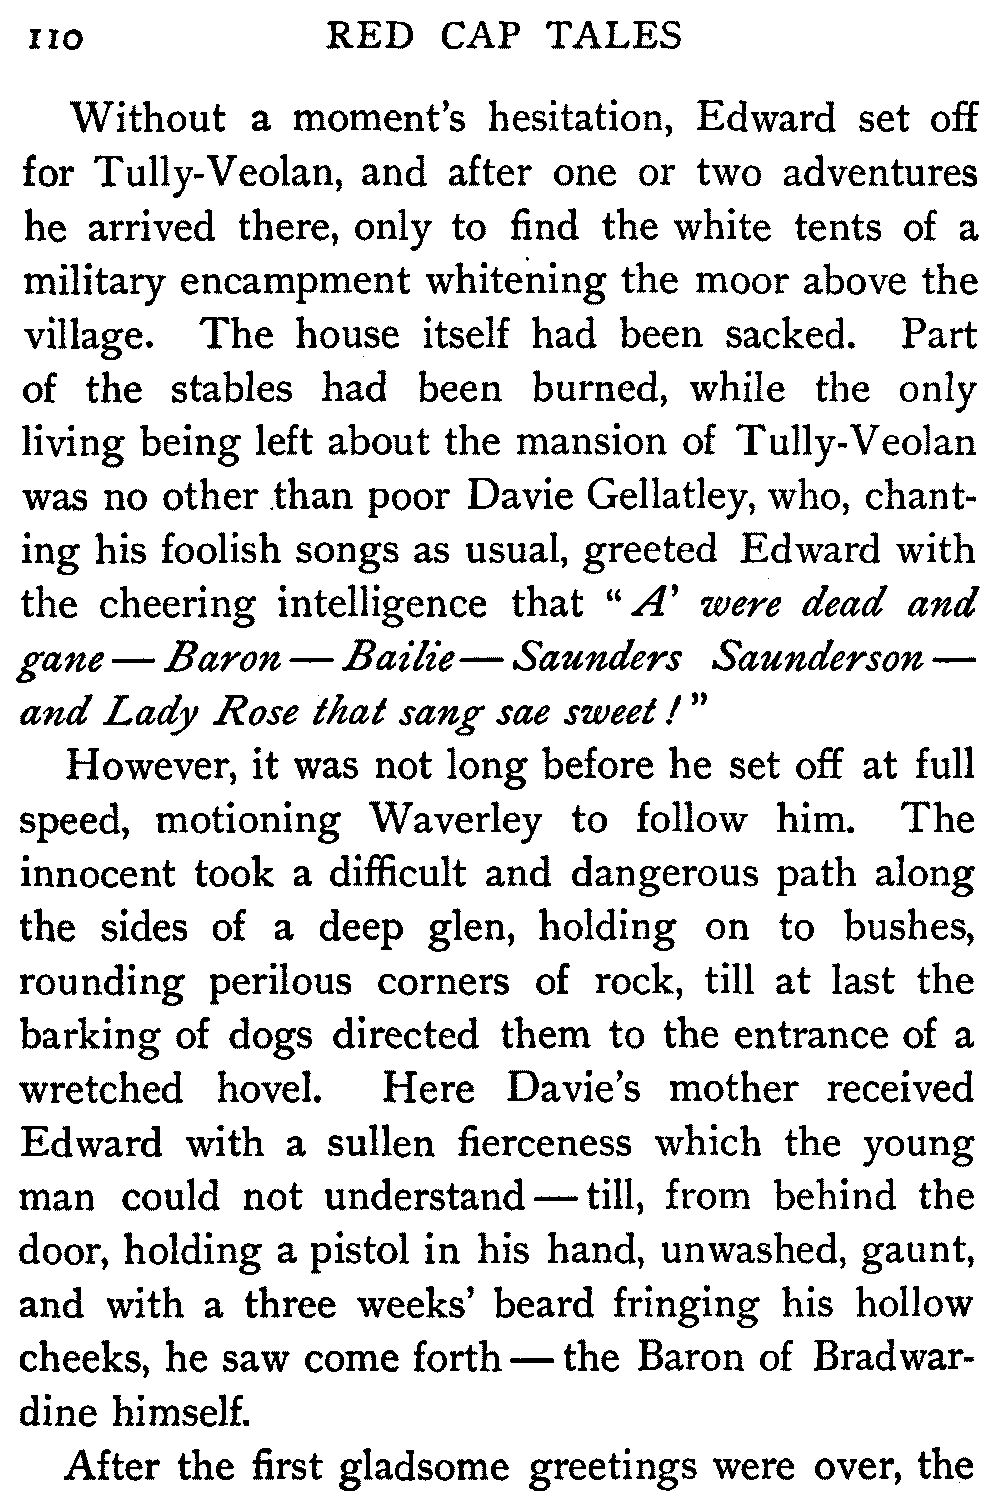 110 RED CAP TALES
Without a moment's hesitation, Edward set off
for Tully-Veolan, and after one or two adventures
he arrived there, only to find the white tents of a
military encampment whitening the moor above the
village. The house itself had been sacked. Part
of the stables had been burned, while the only
living being left about the mansion of Tully-Veolan
was no other than poor Davie Gellatley, who, chant-
ing his foolish songs as usual, greeted Edward with
the cheering intelligence that "A' were dead and
gane — Baron — Bailie — Saunders Saunderson —
and Lady Rose that sang sae sweet!"
However, it was not long before he set off at full
speed, motioning Waverley to follow him. The
innocent took a difficult and dangerous path along
the sides of a deep glen, holding on to bushes,
rounding perilous corners of rock, till at last the
barking of dogs directed them to the entrance of a
wretched hovel. Here Davie's mother received
Edward with a sullen fierceness which the young
man could not understand — till, from behind the
door, holding a pistol in his hand, unwashed, gaunt,
and with a three weeks' beard fringing his hollow
cheeks, he saw come forth — the Baron of Bradwar-
dine himself.
After the first gladsome greetings were over, the